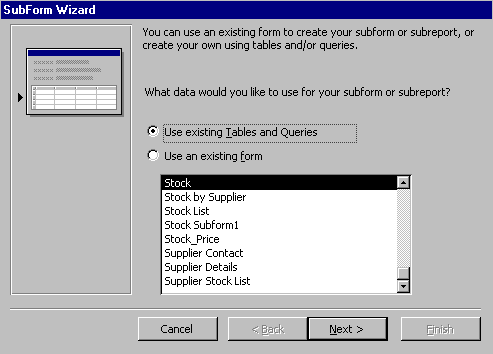 SubForm Wizard
You can use an existing form to create your subform or subreport, or
create your own using tables and/or queries.
What data would you like to use for your subform or subreport?
Use existing Tables and Queries
Use an existing form
Stock
Stock by Supplier
Stock List
Stock Subform1
Stock_Price
Supplier Contact
Supplier Details
Supplier Stock List
Cancel
< Back
Next >
Finish